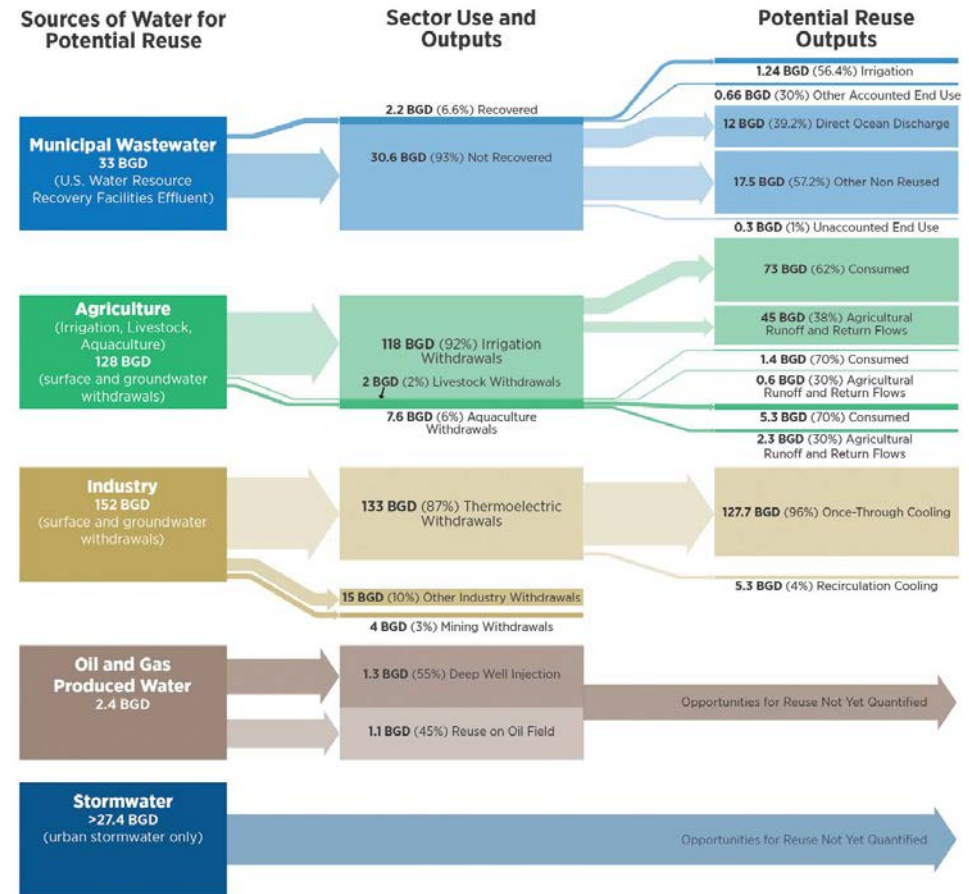 Sources of Water for
Potential Reuse
Sector Use and
Outputs
Potential Reuse
Outputs
Municipal Wastewater
33 BGD
(U.S. Water Resource
Recovery Facilities Effluent)
2.2 BGD (6.6%) Recovered
30.6 BGD (93%) Not Recovered
1.24 BGD (56.4%) Irrigation
0.66 BGD (30%) Other Accounted End Use
12 BGD (39.2%) Direct Ocean Discharge
17.5 BGD (57.2%) Other Non Reused
0.3 BGD (1%) Unaccounted End Use
Agriculture
(Irrigation, Livestock,
Aquaculture)
128 BGD
(surface and groundwater
withdrawals)
118 BGD (92%) Irrigation
Withdrawals
2 BGD (2%) Livestock Withdrawals
7.6 BGD (6%) Aquaculture
Withdrawals
73 BGD (62%) Consumed
45 BGD (38%) Agricultural
Runoff and Return Flows
1.4 BGD (70%) Consumed
0.6 BGD (30%) Agricultural
Runoff and Return Flows
5.3 BGD (70%) Consumed
2.3 BGD (30%) Agricultural
Runoff and Return Flows
Industry
152 BGD
(surface and groundwater
withdrawals)
133 BGD (87%) Thermoelectric
Withdrawals
15 BGD (10%) Other Industry Withdrawals
4 BGD (3%) Mining Withdrawals
127.7 BGD (96%) Once-Through Cooling
5.3 BGD (4%) Recirculation Cooling
Oil and Gas
Produced Water
2.4 BGD
1.3 BGD (55%) Deep Well Injection
1.1 BGD (45%) Reuse on Oil Field
Opportunities for Reuse Not Yet Quantified
Stormwater
>27.4 BGD
(urban stormwater only)
Opportunities for Reuse Not Yet Quantified